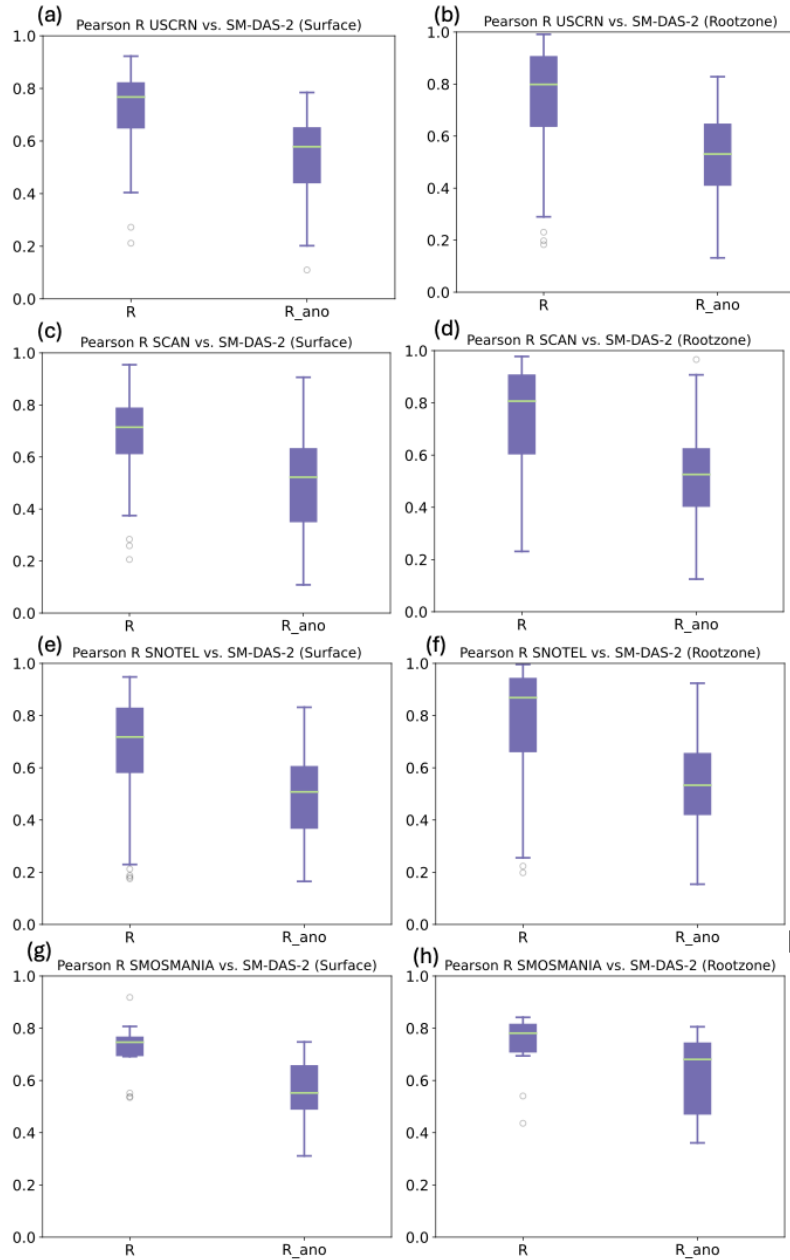 (a)
Pearson R USCRN vs. SM-DAS-2 (Surface)
1.0
0.8
0.6
0.4
0.2
0.0
R
R_ano
(b)
Pearson R USCRN vs. SM-DAS-2 (Rootzone)
1.0
0.8
0.6
0.4
0.2
0.0
R
R_ano
(c)
Pearson R SCAN vs. SM-DAS-2 (Surface)
1.0
0.8
0.6
0.4
0.2
0.0
R
R_ano
(d)
Pearson R SCAN vs. SM-DAS-2 (Rootzone)
1.0
0.8
0.6
0.4
0.2
0.0
R
R_ano
(e)
Pearson R SNOTEL vs. SM-DAS-2 (Surface)
1.0
0.8
0.6
0.4
0.2
0.0
R
R_ano
(f)
Pearson R SNOTEL vs. SM-DAS-2 (Rootzone)
1.0
0.8
0.6
0.4
0.2
0.0
R
R_ano
(g)
Pearson R SMOSMANIA vs. SM-DAS-2 (Surface)
1.0
0.8
0.6
0.4
0.2
0.0
R
R_ano
(h)
Pearson R SMOSMANIA vs. SM-DAS-2 (Rootzone)
1.0
0.8
0.6
0.4
0.2
0.0
R
R_ano